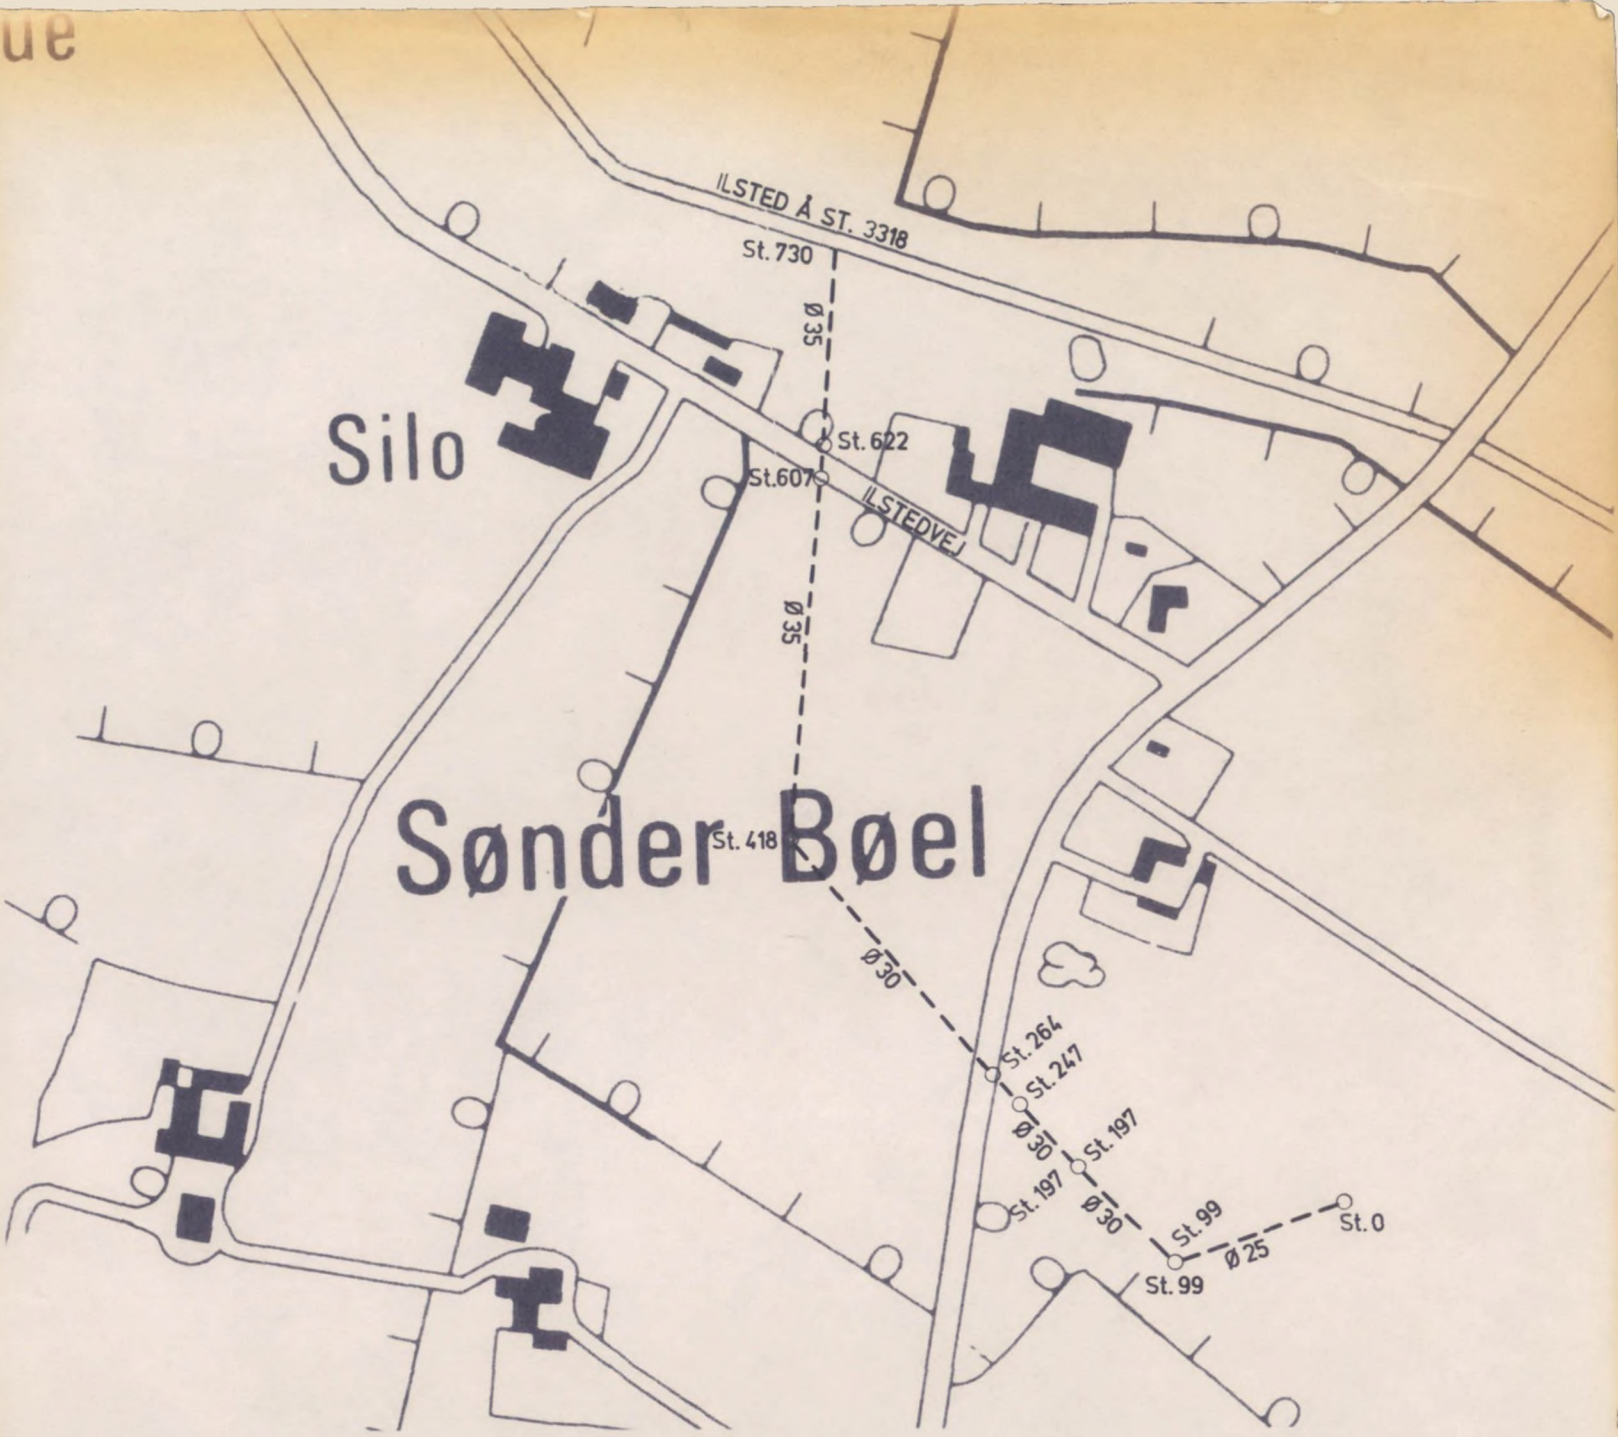 ue
ILSTED Å ST. 3318
St. 730
Ø 35
Silo
St. 622
St. 607
ILSTEDVEJ
Ø 35
Sønder Bøel
St. 418
Ø 30
St. 264
St. 247
Ø 30
St. 197
St. 197
Ø 30
St. 99
St. 0
Ø 25
St. 99